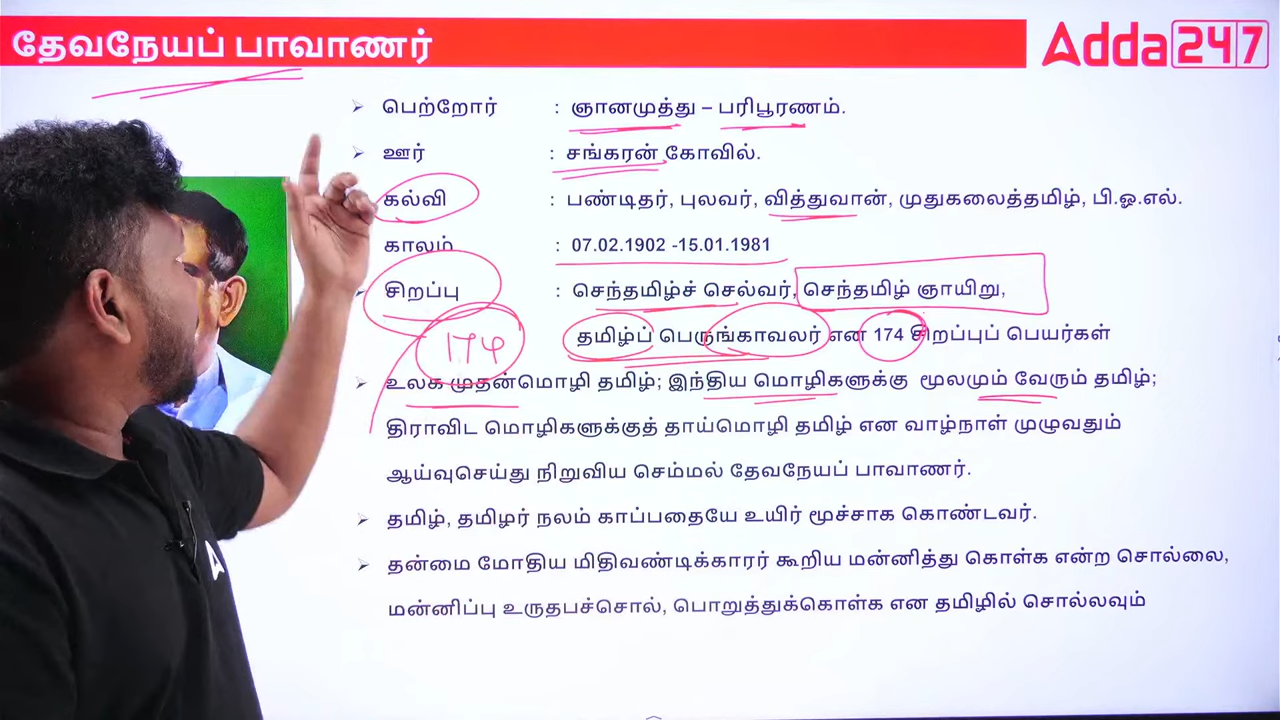 தேவநேயப் பாவாணர்
Adda247
➢ பெற்றோர் : ஞானமுத்து – பரிபூரணம்.
➢ ஊர் : சங்கரன் கோவில்.
கல்வி : பண்டிதர், புலவர், வித்துவான், முதுகலைத்தமிழ், பி.ஓ.எல்.
காலம் : 07.02.1902 -15.01.1981
சிறப்பு : செந்தமிழ்ச் செல்வர், செந்தமிழ் ஞாயிறு,
174 தமிழ்ப் பெருங்காவலர் என 174 சிறப்புப் பெயர்கள்
➢ உலக முதன்மொழி தமிழ்; இந்திய மொழிகளுக்கு மூலமும் வேரும் தமிழ்;
திராவிட மொழிகளுக்குத் தாய்மொழி தமிழ் என வாழ்நாள் முழுவதும்
ஆய்வுசெய்து நிறுவிய செம்மல் தேவநேயப் பாவாணர்.
➢ தமிழ், தமிழர் நலம் காப்பதையே உயிர் மூச்சாக கொண்டவர்.
➢ தன்மை மோதிய மிதிவண்டிக்காரர் கூறிய மன்னித்து கொள்க என்ற சொல்லை,
மன்னிப்பு உருதபச்சொல், பொறுத்துக்கொள்க என தமிழில் சொல்லவும்